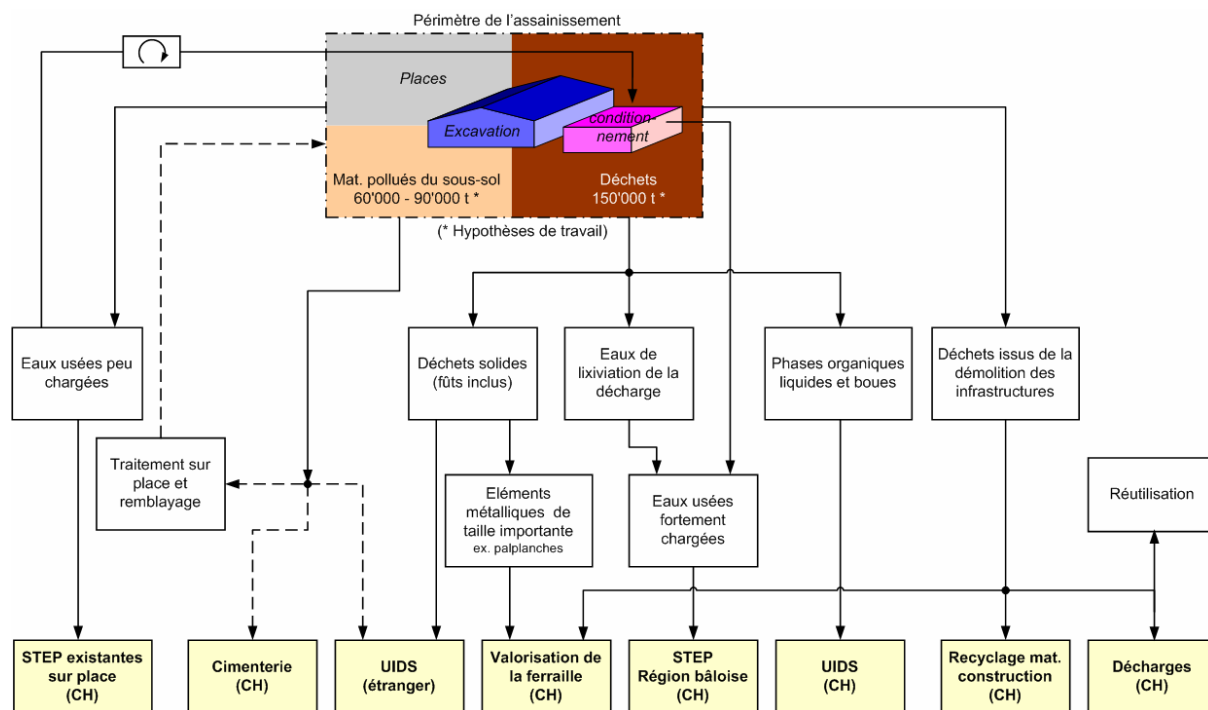 Périmètre de l'assainissement
Places
Excavation
condition-
nement
Mat. pollués du sous-sol
60'000 - 90'000 t *
Déchets
150'000 t *
(* Hypothèses de travail)
Eaux usées peu
chargées
Déchets solides
(fûts inclus)
Eaux de
lixiviation de la
décharge
Phases organiques
liquides et boues
Déchets issus de la
démolition des
infrastructures
Traitement sur
place et
remblayage
Eléments
métalliques de
taille importante
ex. palplanches
Eaux usées
fortement
chargées
Réutilisation
STEP existantes
sur place
(CH)
Cimenterie
(CH)
UIDS
(étranger)
Valorisation de
la ferraille
(CH)
STEP
Région bâloise
(CH)
UIDS
(CH)
Recyclage mat.
construction
(CH)
Décharges
(CH)